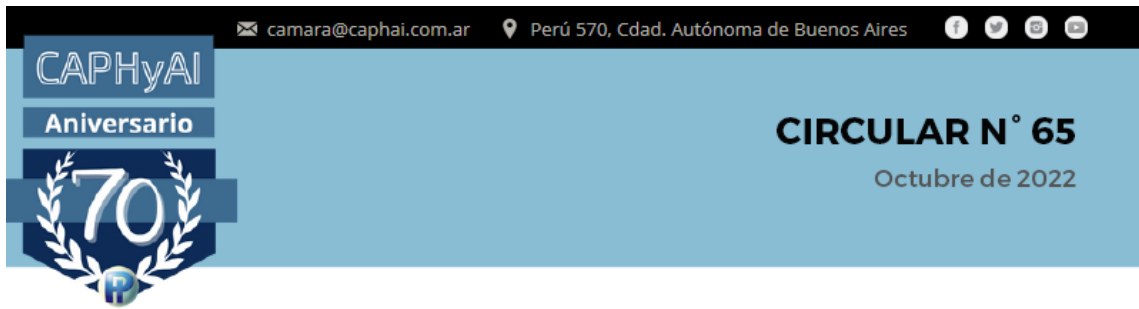 camara@caphai.com.ar Perú 570, Cdad. Autónoma de Buenos Aires
CAPHyAI
Aniversario
70
CIRCULAR N° 65
Octubre de 2022